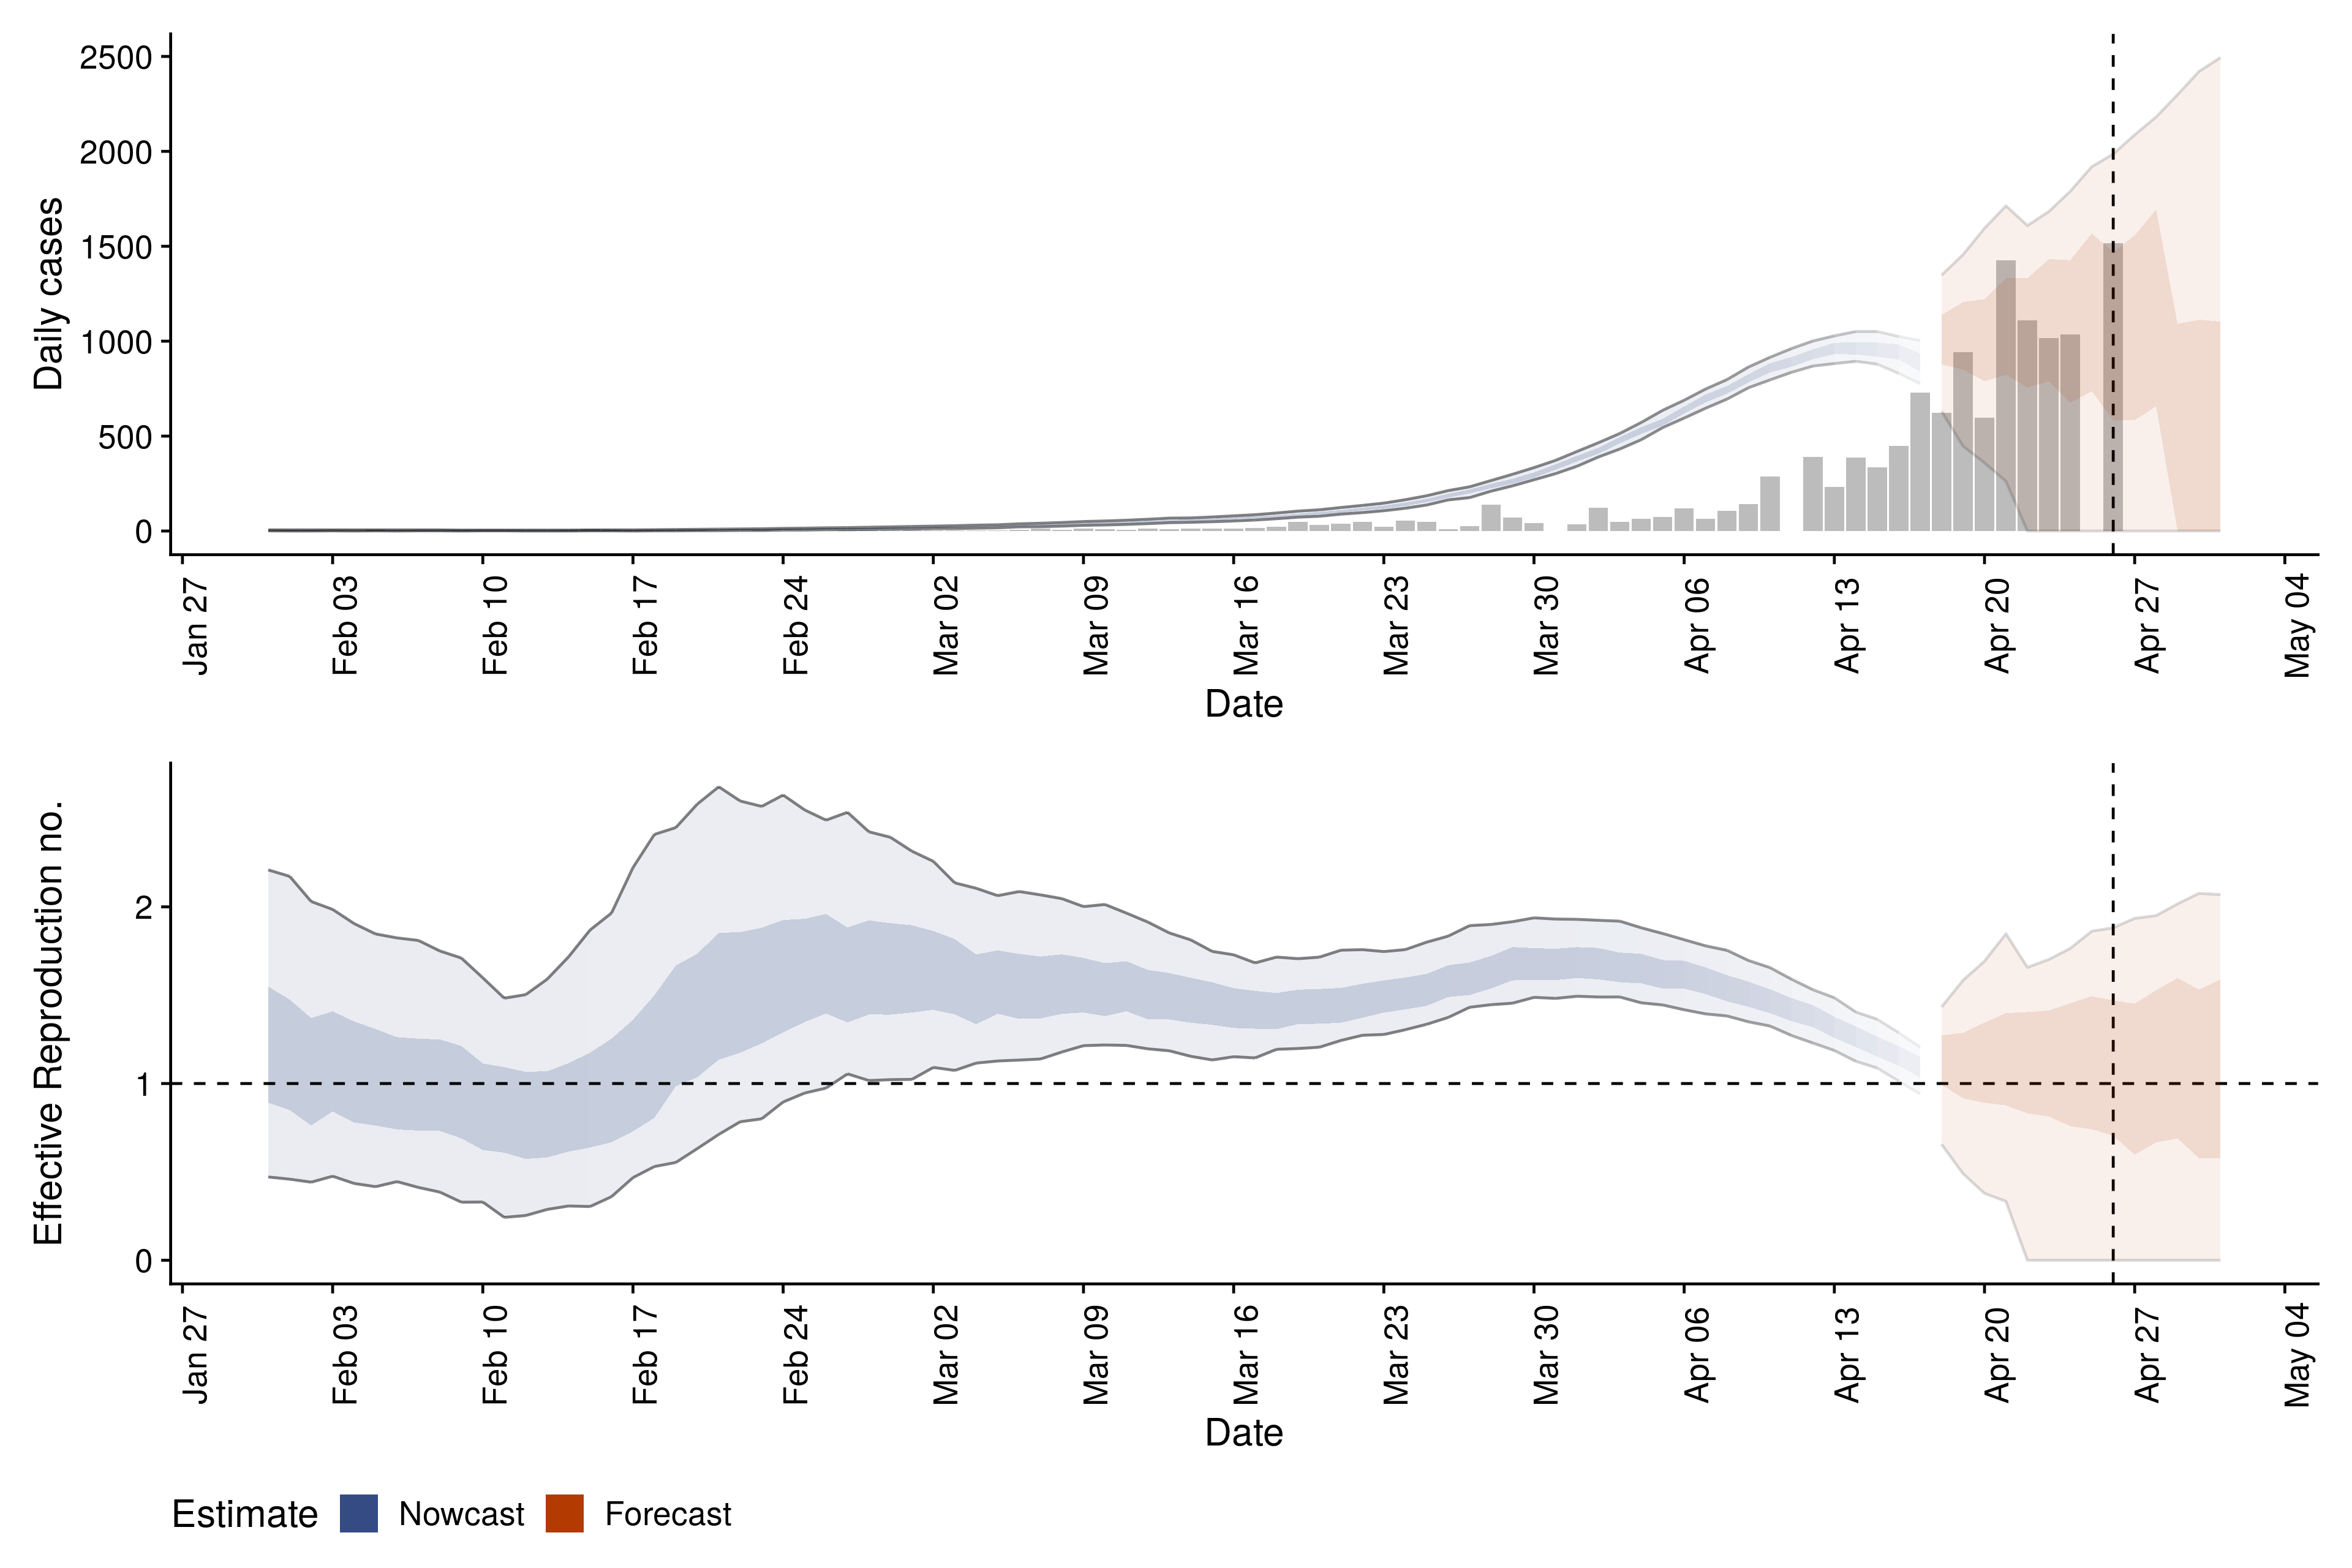 Daily cases
2500
2000
1500
1000
500
0
Jan 27
Feb 03
Feb 10
Feb 17
Feb 24
Mar 02
Mar 09
Mar 16
Mar 23
Mar 30
Apr 06
Apr 13
Apr 20
Apr 27
May 04
Date
Effective Reproduction no.
2
1
0
Jan 27
Feb 03
Feb 10
Feb 17
Feb 24
Mar 02
Mar 09
Mar 16
Mar 23
Mar 30
Apr 06
Apr 13
Apr 20
Apr 27
May 04
Date
Estimate Nowcast Forecast